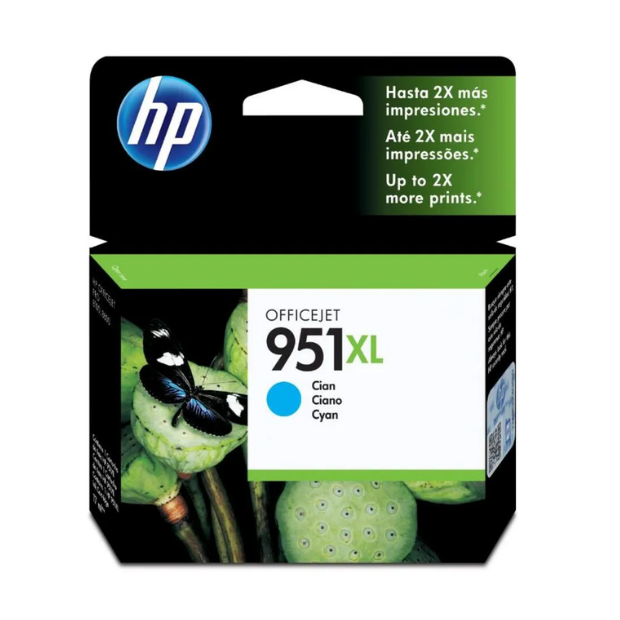 hp
Hasta 2X más
impresiones.*
Até 2X mais
impressões.*
Up to 2X
more prints.*
OFFICEJET
951XL
Cian
Ciano
Cyan
hp